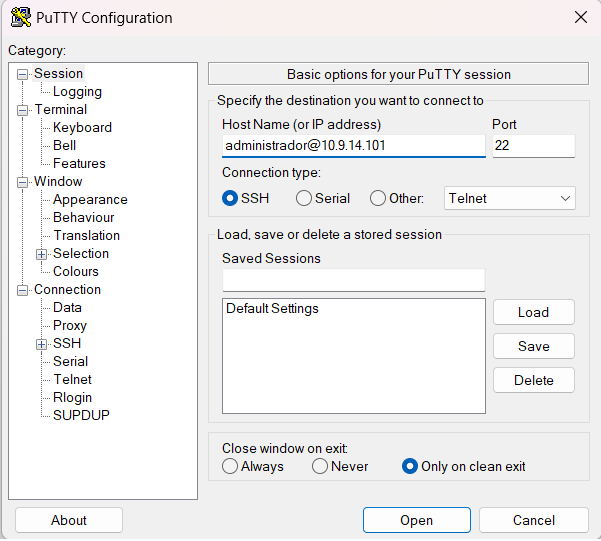 PuTTY Configuration
Category:
Session
Logging
Terminal
Keyboard
Bell
Features
Window
Appearance
Behaviour
Translation
Selection
Colours
Connection
Data
Proxy
SSH
Serial
Telnet
Rlogin
SUPDUP
Basic options for your PuTTY session
Specify the destination you want to connect to
Host Name (or IP address) Port
administrador@10.9.14.101 22
Connection type:
SSH Serial Other: Telnet
Load, save or delete a stored session
Saved Sessions
Default Settings
Load
Save
Delete
Close window on exit:
Always Never Only on clean exit
About Open Cancel